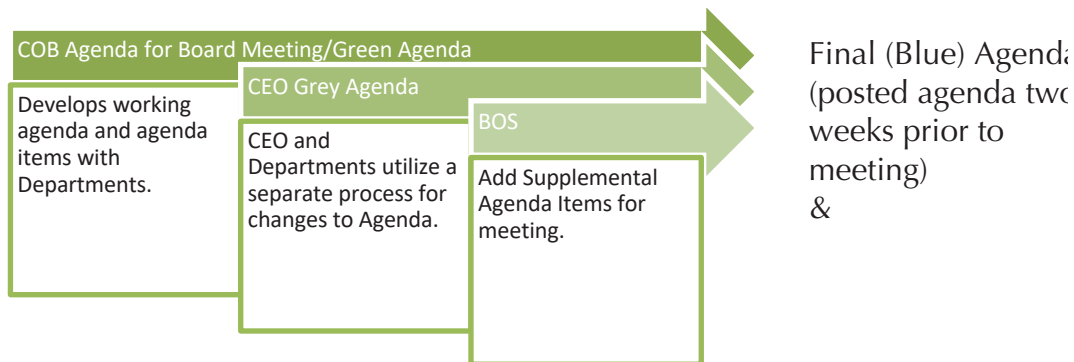 COB Agenda for Board Meeting/Green Agenda
Develops working
agenda and agenda
items with
Departments.
CEO Grey Agenda
CEO and
Departments utilize a
separate process for
changes to Agenda.
BOS
Add Supplemental
Agenda Items for
meeting.
Final (Blue) Agenda
(posted agenda two
weeks prior to
meeting)
&